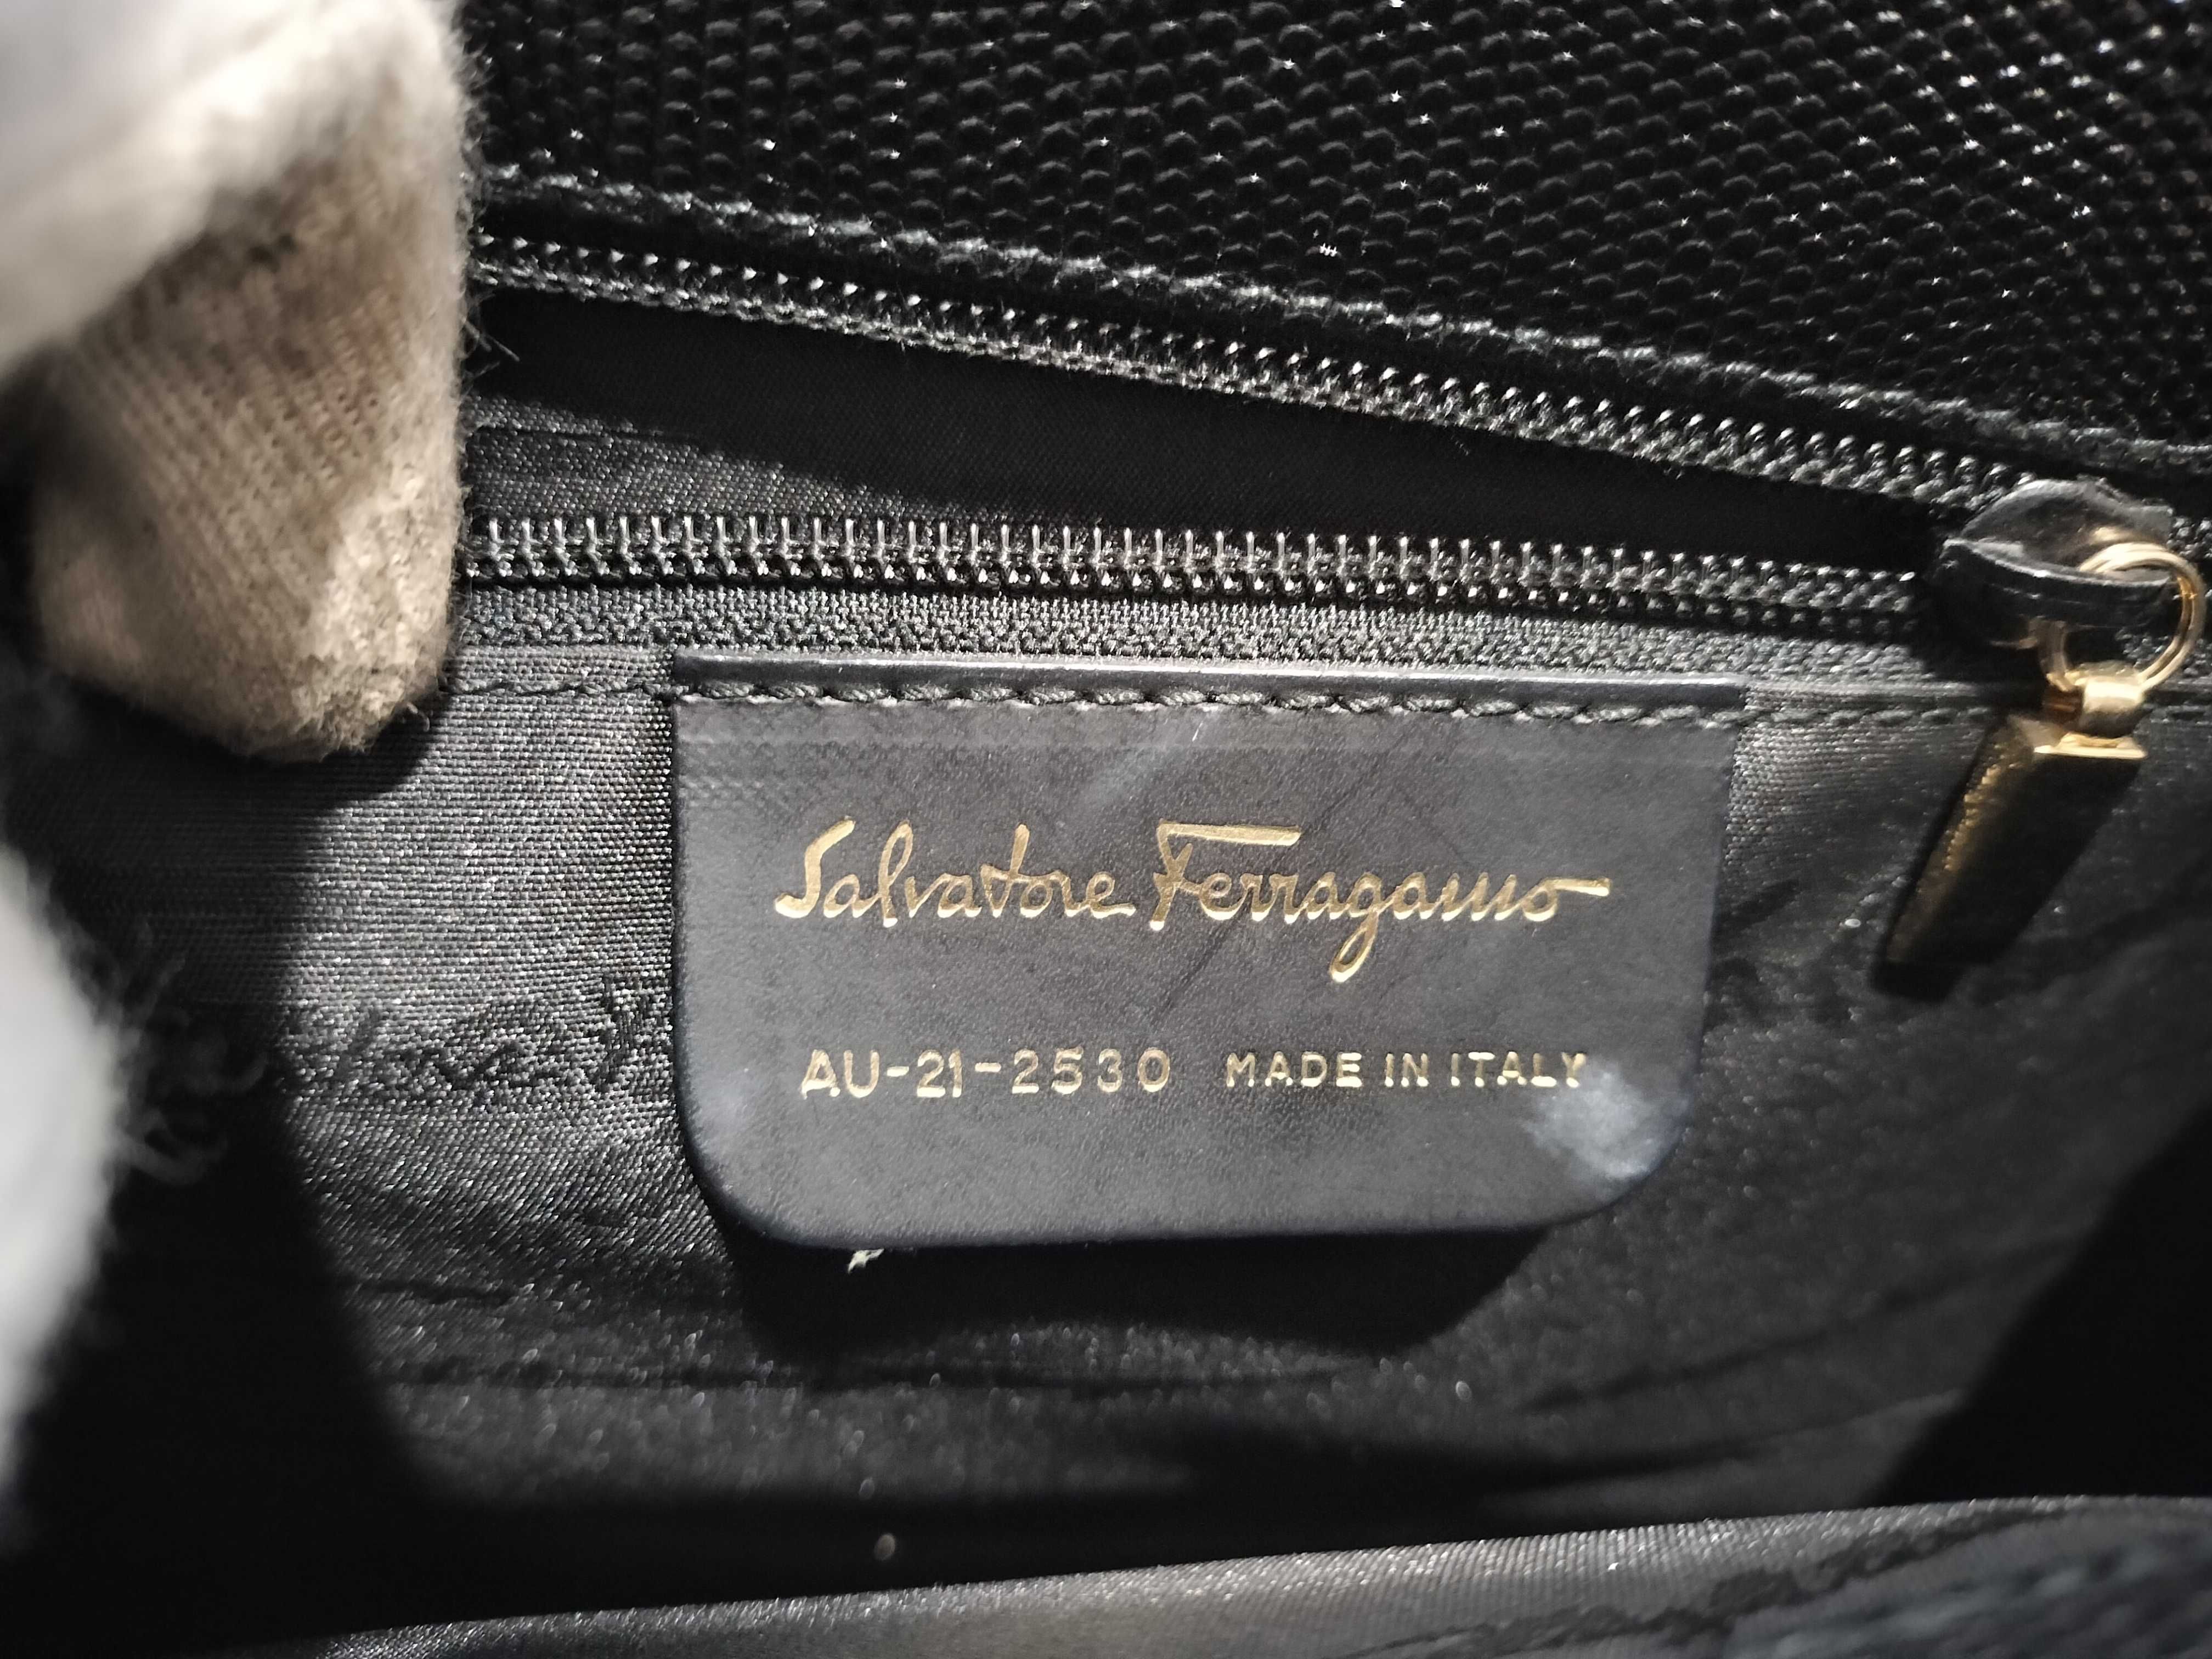 Salvatore Ferragamo
AU-21-2530 MADE IN ITALY